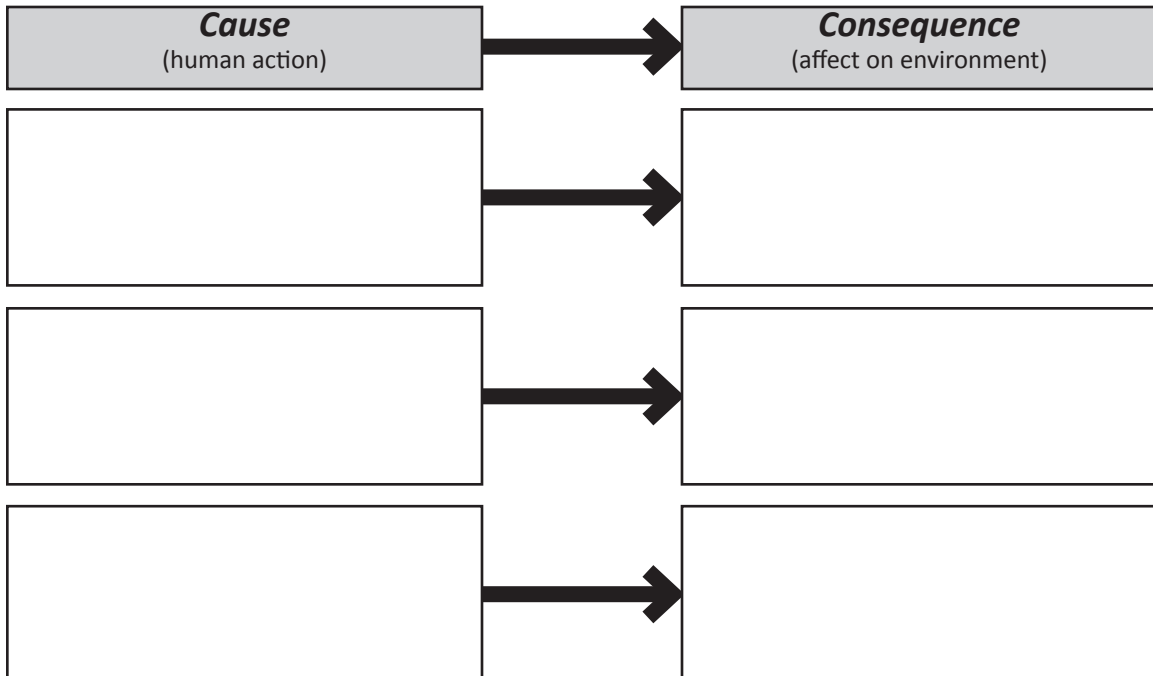 Cause
(human action)
Consequence
(affect on environment)